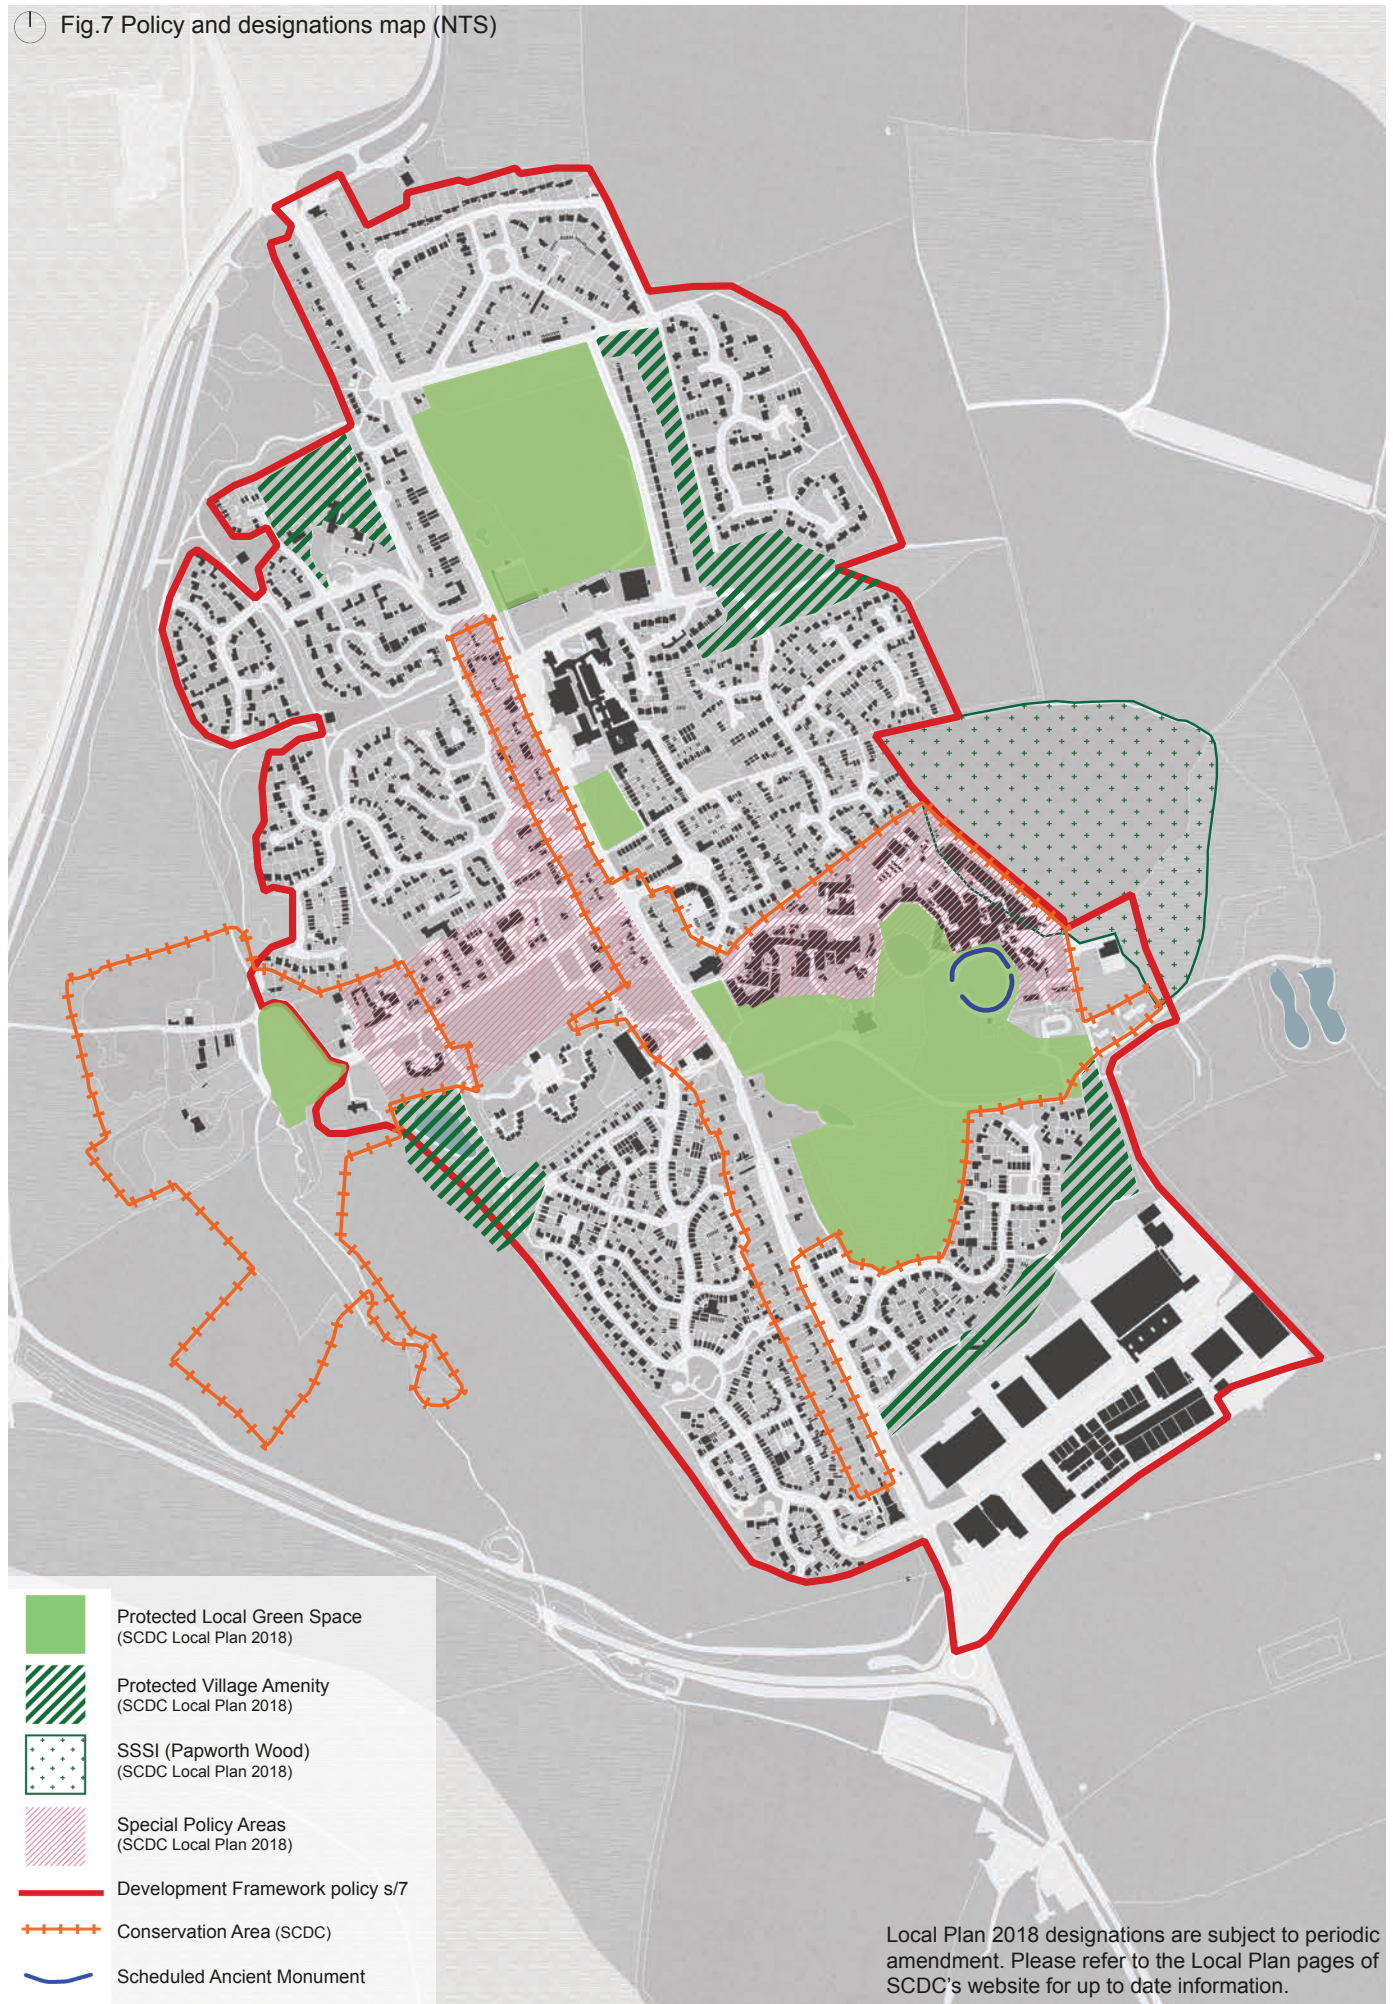 Fig.7 Policy and designations map (NTS)
Protected Local Green Space
(SCDC Local Plan 2018)
Protected Village Amenity
(SCDC Local Plan 2018)
SSSI (Papworth Wood)
(SCDC Local Plan 2018)
Special Policy Areas
(SCDC Local Plan 2018)
Development Framework policy s/7
Conservation Area (SCDC)
Scheduled Ancient Monument
Local Plan 2018 designations are subject to periodic
amendment. Please refer to the Local Plan pages of
SCDC's website for up to date information.